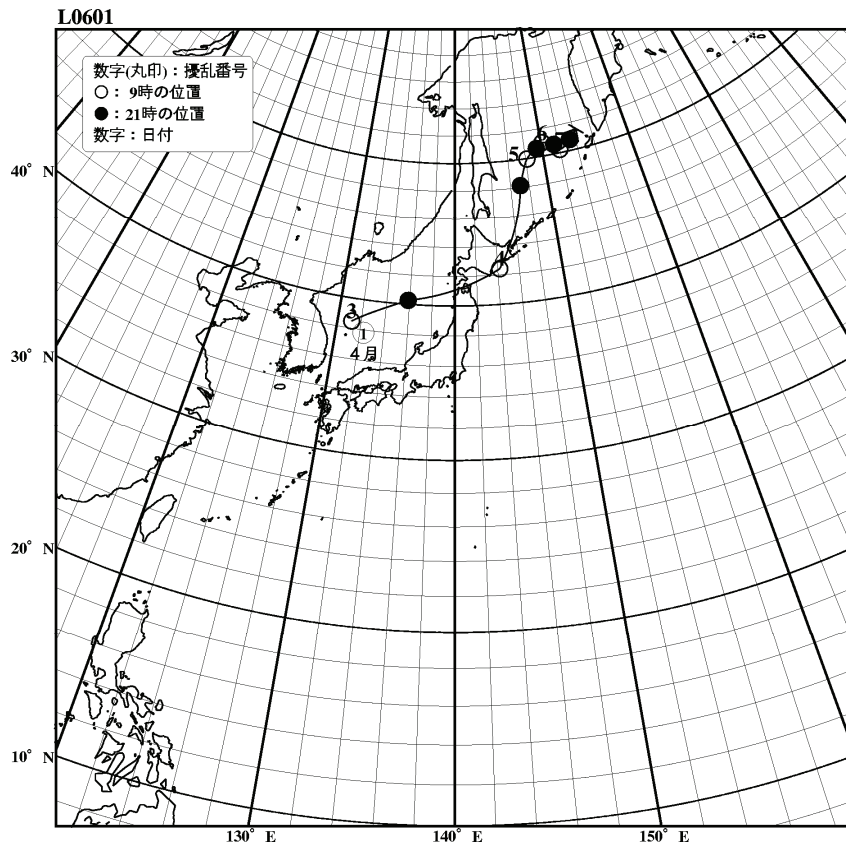 L0601
数字(丸印)：擾乱番号
○： 9時の位置
●： 21時の位置
数字：日付
40° N
30° N
20° N
10° N
130° E
140° E
150° E
3
1
4月
4
5
6
7